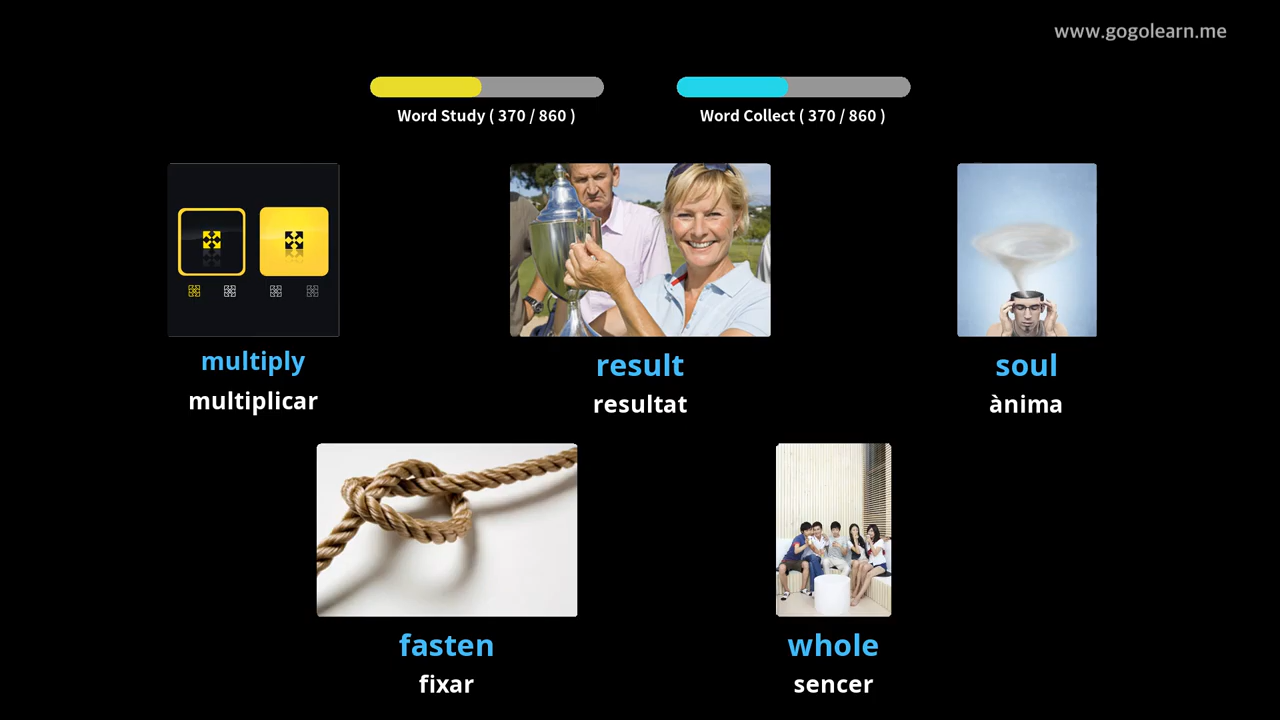 www.gogolearn.me
Word Study ( 370 / 860 )
Word Collect ( 370 / 860 )
multiply
multiplicar
result
resultat
soul
ànima
fasten
fixar
whole
sencer